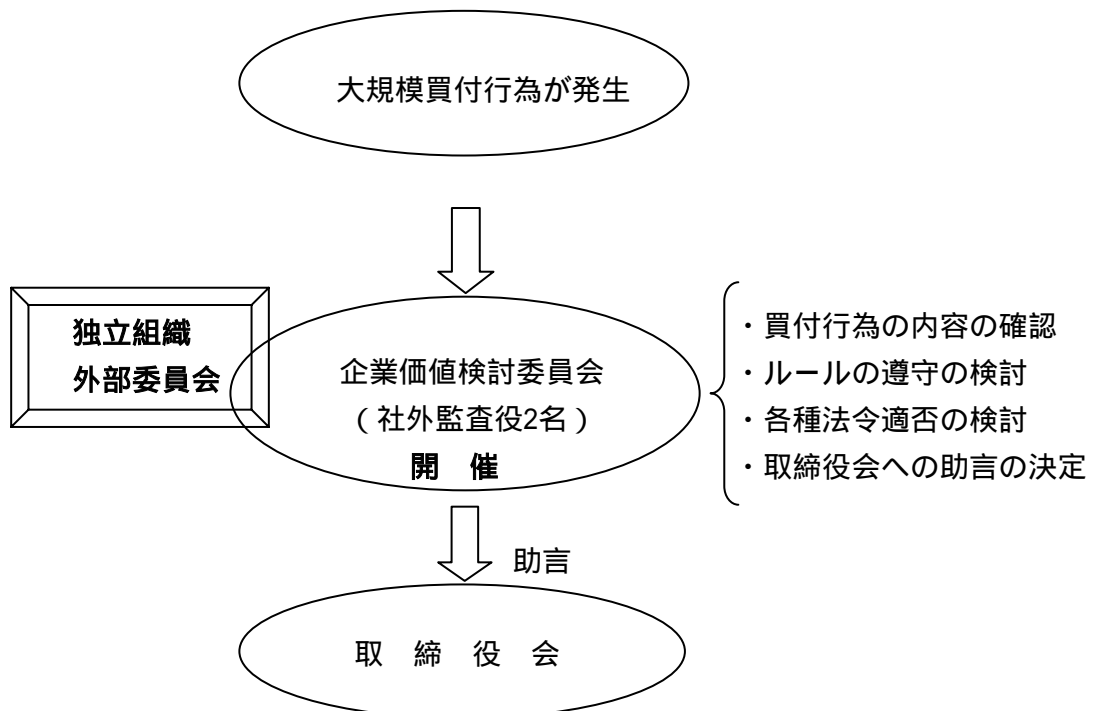 大規模買付行為が発生
独立組織
外部委員会
企業価値検討委員会
（社外監査役2名）
開　催
・買付行為の内容の確認
・ルールの遵守の検討
・各種法令適否の検討
・取締役会への助言の決定
助言
取　締　役　会